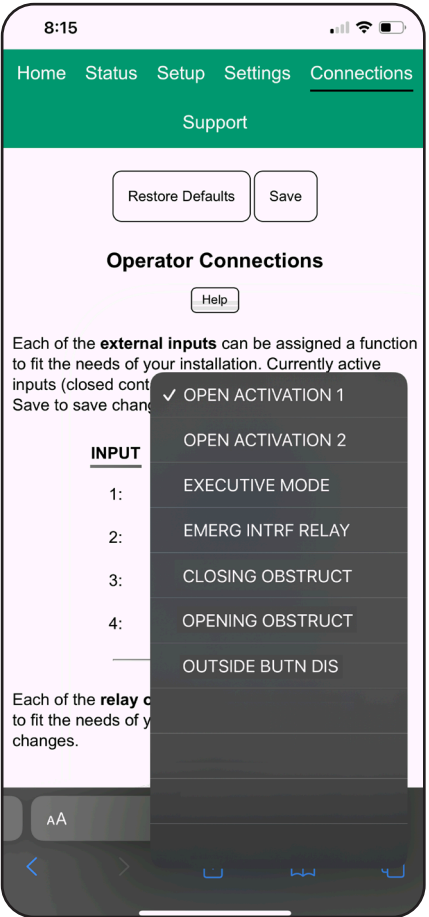 8:15
Home Status Setup Settings Connections
Support
Restore Defaults Save
Operator Connections
Help
Each of the external inputs can be assigned a function
to fit the needs of your installation. Currently active
inputs (closed
Save to save
INPUT
1:
2:
3:
4:
✓ OPEN ACTIVATION 1
OPEN ACTIVATION 2
EXECUTIVE MODE
EMERG INTRF RELAY
CLOSING OBSTRUCT
OPENING OBSTRUCT
OUTSIDE BUTN DIS
Each of the relay
to fit the needs of
changes.
AA